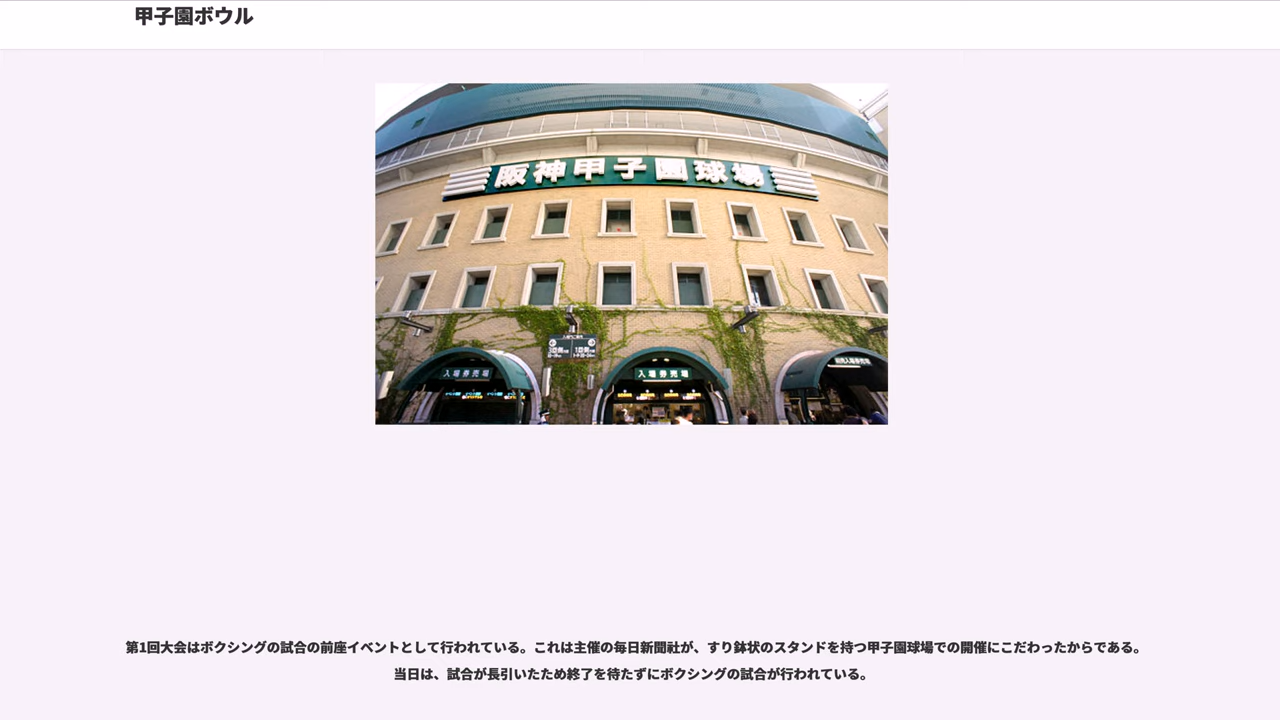 甲子園ボウル
阪神甲子園球場
入場券売場
入場券売場
第1回大会はボクシングの試合の前座イベントとして行われている。これは主催の毎日新聞社が、すり鉢状のスタンドを持つ甲子園球場での開催にこだわったからである。
当日は、試合が長引いたため終了を待たずにボクシングの試合が行われている。